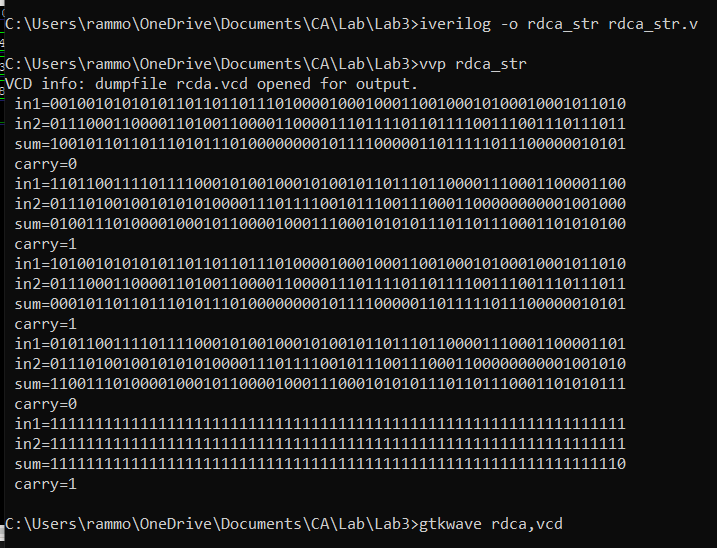 C:\Users\rammo\OneDrive\Documents\CA\Lab\Lab3>iverilog -o rdca_str rdca_str.v
C:\Users\rammo\OneDrive\Documents\CA\Lab\Lab3>vvp rdca_str
VCD info: dumpfile rcda.vcd opened for output.
in1=0010010101010110110110111010000100010001100100010100010001011010
in2=0111000110000110100110000110000111011110110111100111001110111011
sum=1001011011011101011101000000001011110000011011111011100000010101
carry=0
in1=1101100111101111000101001000101001011011101100001110001100001100
in2=0111010010010101010000111011110010111001110001100000000001001000
sum=0100111010000100010110000100011100010101011101101110001101010100
carry=1
in1=1010010101010110110110111010000100010001100100010100010001011010
in2=0111000110000110100110000110000111011110110111100111001110111011
sum=0001011011011101011101000000001011110000011011111011100000010101
carry=1
in1=0101100111101111000101001000101001011011101100001110001100001101
in2=0111010010010101010000111011110010111001110001100000000001001010
sum=1100111010000100010110000100011100010101011101101110001101010111
carry=0
in1=1111111111111111111111111111111111111111111111111111111111111111
in2=1111111111111111111111111111111111111111111111111111111111111111
sum=1111111111111111111111111111111111111111111111111111111111111110
carry=1
C:\Users\rammo\OneDrive\Documents\CA\Lab\Lab3>gtkwave rdca,vcd